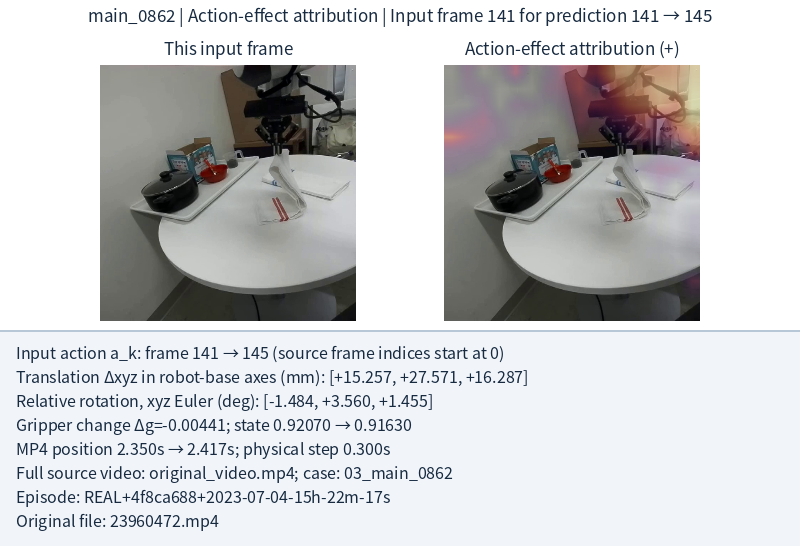 main_0862 | Action-effect attribution | Input frame 141 for prediction 141 → 145
This input frame
Action-effect attribution (+)
Input action a_k: frame 141 → 145 (source frame indices start at 0)
Translation Δxyz in robot-base axes (mm): [+15.257, +27.571, +16.287]
Relative rotation, xyz Euler (deg): [-1.484, +3.560, +1.455]
Gripper change Δg=-0.00441; state 0.92070 → 0.91630
MP4 position 2.350s → 2.417s; physical step 0.300s
Full source video: original_video.mp4; case: 03_main_0862
Episode: REAL+4f8ca688+2023-07-04-15h-22m-17s
Original file: 23960472.mp4